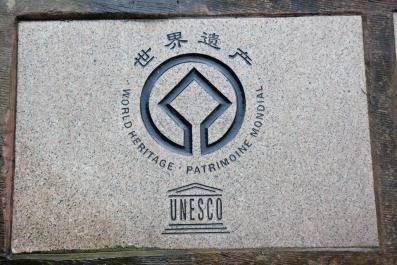 世界遗产
WORLD HERITAGE · PATRIMOINE MONDIAL
UNESCO